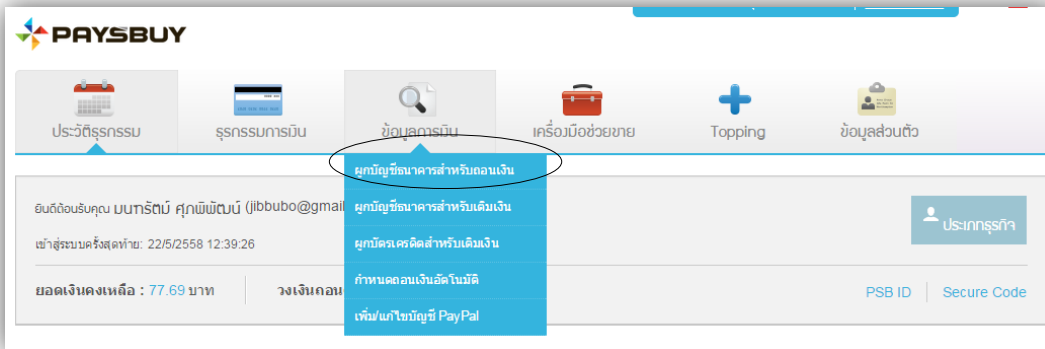 PAYSBUY
ประวัติธุรกรรม ธุรกรรมการเงิน ข้อมูลการเงิน เครื่องมือช่วยขาย Topping ข้อมูลส่วนตัว
ผูกบัญชีธนาคารสำหรับถอนเงิน
ผูกบัญชีธนาคารสำหรับเติมเงิน
ผูกบัตรเครดิตสำหรับเติมเงิน
กำหนดถอนเงินอัตโนมัติ
เพิ่ม/แก้ไขบัญชี PayPal
ยินดีต้อนรับคุณ มนทรัตม์ ศุภพิพัฒน์ (jibbubo@gmail
ประเภทธุรกิจ
เข้าสู่ระบบครั้งสุดท้าย: 22/5/2558 12:39:26
ยอดเงินคงเหลือ : 77.69 บาท วงเงินถอน PSB ID Secure Code